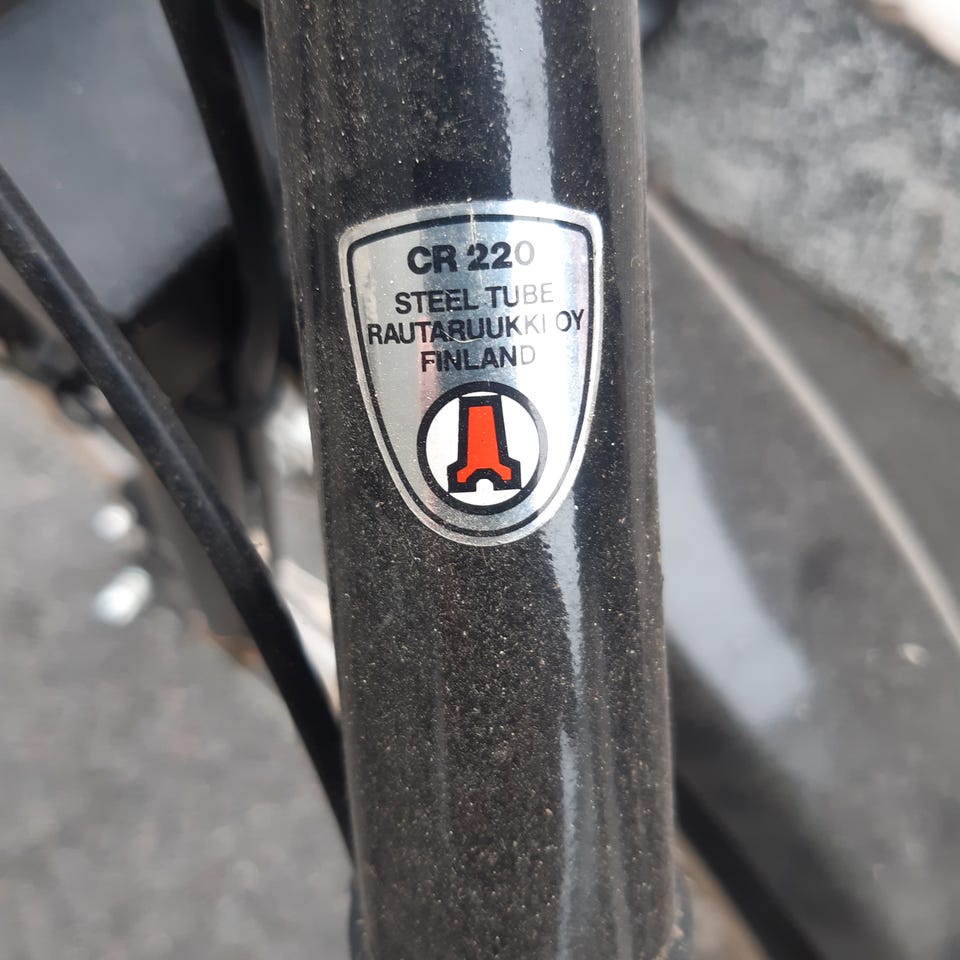 CR 220
STEEL TUBE
RAUTARUUKKI OY
FINLAND